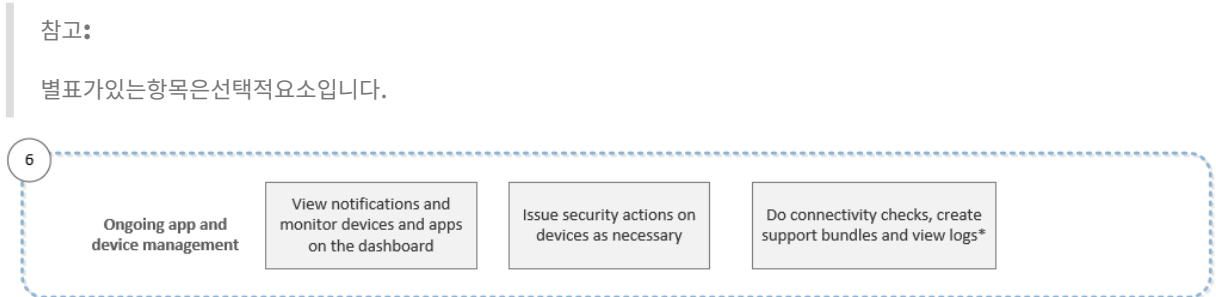 참고:
별표가있는항목은선택적요소입니다.
6
Ongoing app and
device management
View notifications and
monitor devices and apps
on the dashboard
Issue security actions on
devices as necessary
Do connectivity checks, create
support bundles and view logs*